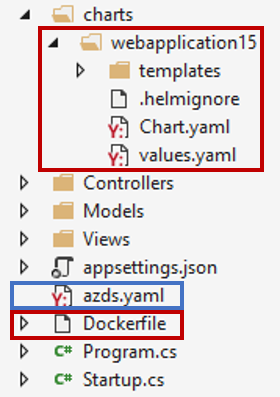 charts
webapplication15
templates
.helmignore
Y: Chart.yaml
Y: values.yaml
Controllers
Models
Views
appsettings.json
Y: azds.yaml
Dockerfile
C# Program.cs
C# Startup.cs